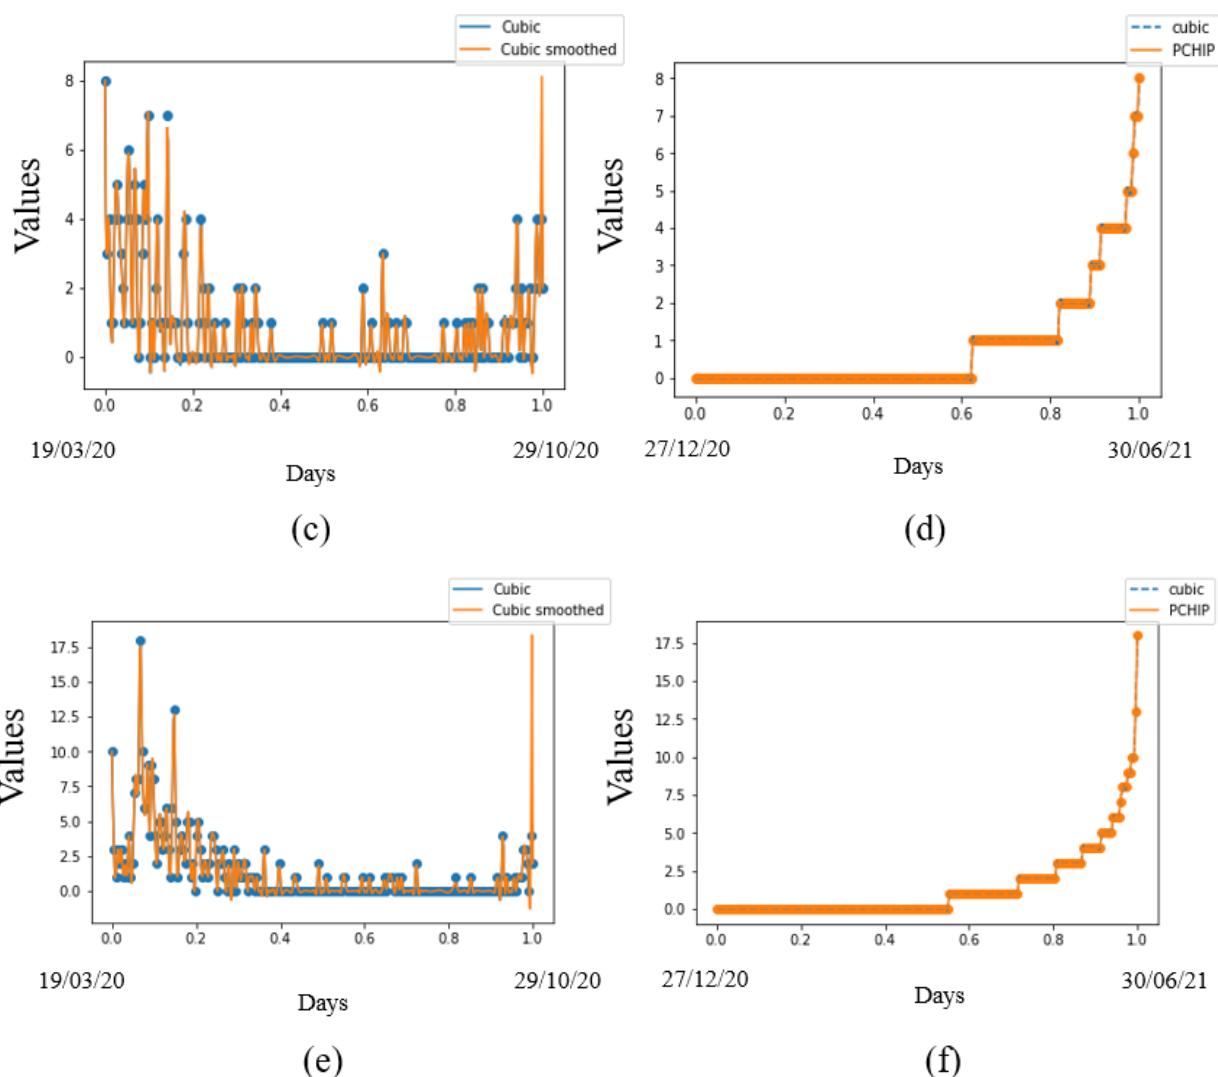 Cubic
Cubic smoothed
Values
8
6
4
2
0
0.0 0.2 0.4 0.6 0.8 1.0
19/03/20 29/10/20
Days
(c)
cubic
PCHIP
Values
8
7
6
5
4
3
2
1
0
0.0 0.2 0.4 0.6 0.8 1.0
27/12/20 30/06/21
Days
(d)
Cubic
Cubic smoothed
Values
17.5
15.0
12.5
10.0
7.5
5.0
2.5
0.0
0.0 0.2 0.4 0.6 0.8 1.0
19/03/20 29/10/20
Days
(e)
cubic
PCHIP
Values
17.5
15.0
12.5
10.0
7.5
5.0
2.5
0.0
0.0 0.2 0.4 0.6 0.8 1.0
27/12/20 30/06/21
Days
(f)